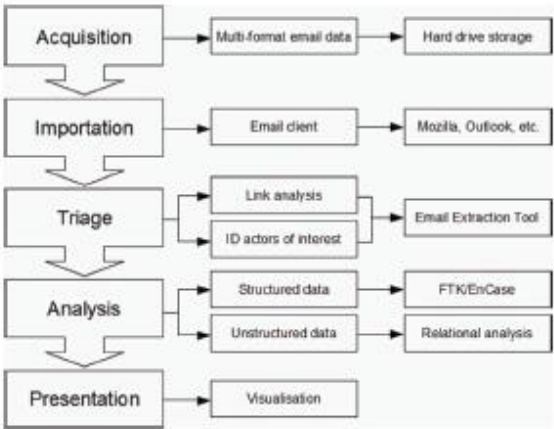 Acquisition
Multi-format email data
Hard drive storage
Importation
Email client
Mozilla, Outlook, etc.
Triage
Link analysis
ID actors of interest
Email Extraction Tool
Analysis
Structured data
FTK/EnCase
Unstructured data
Relational analysis
Presentation
Visualisation